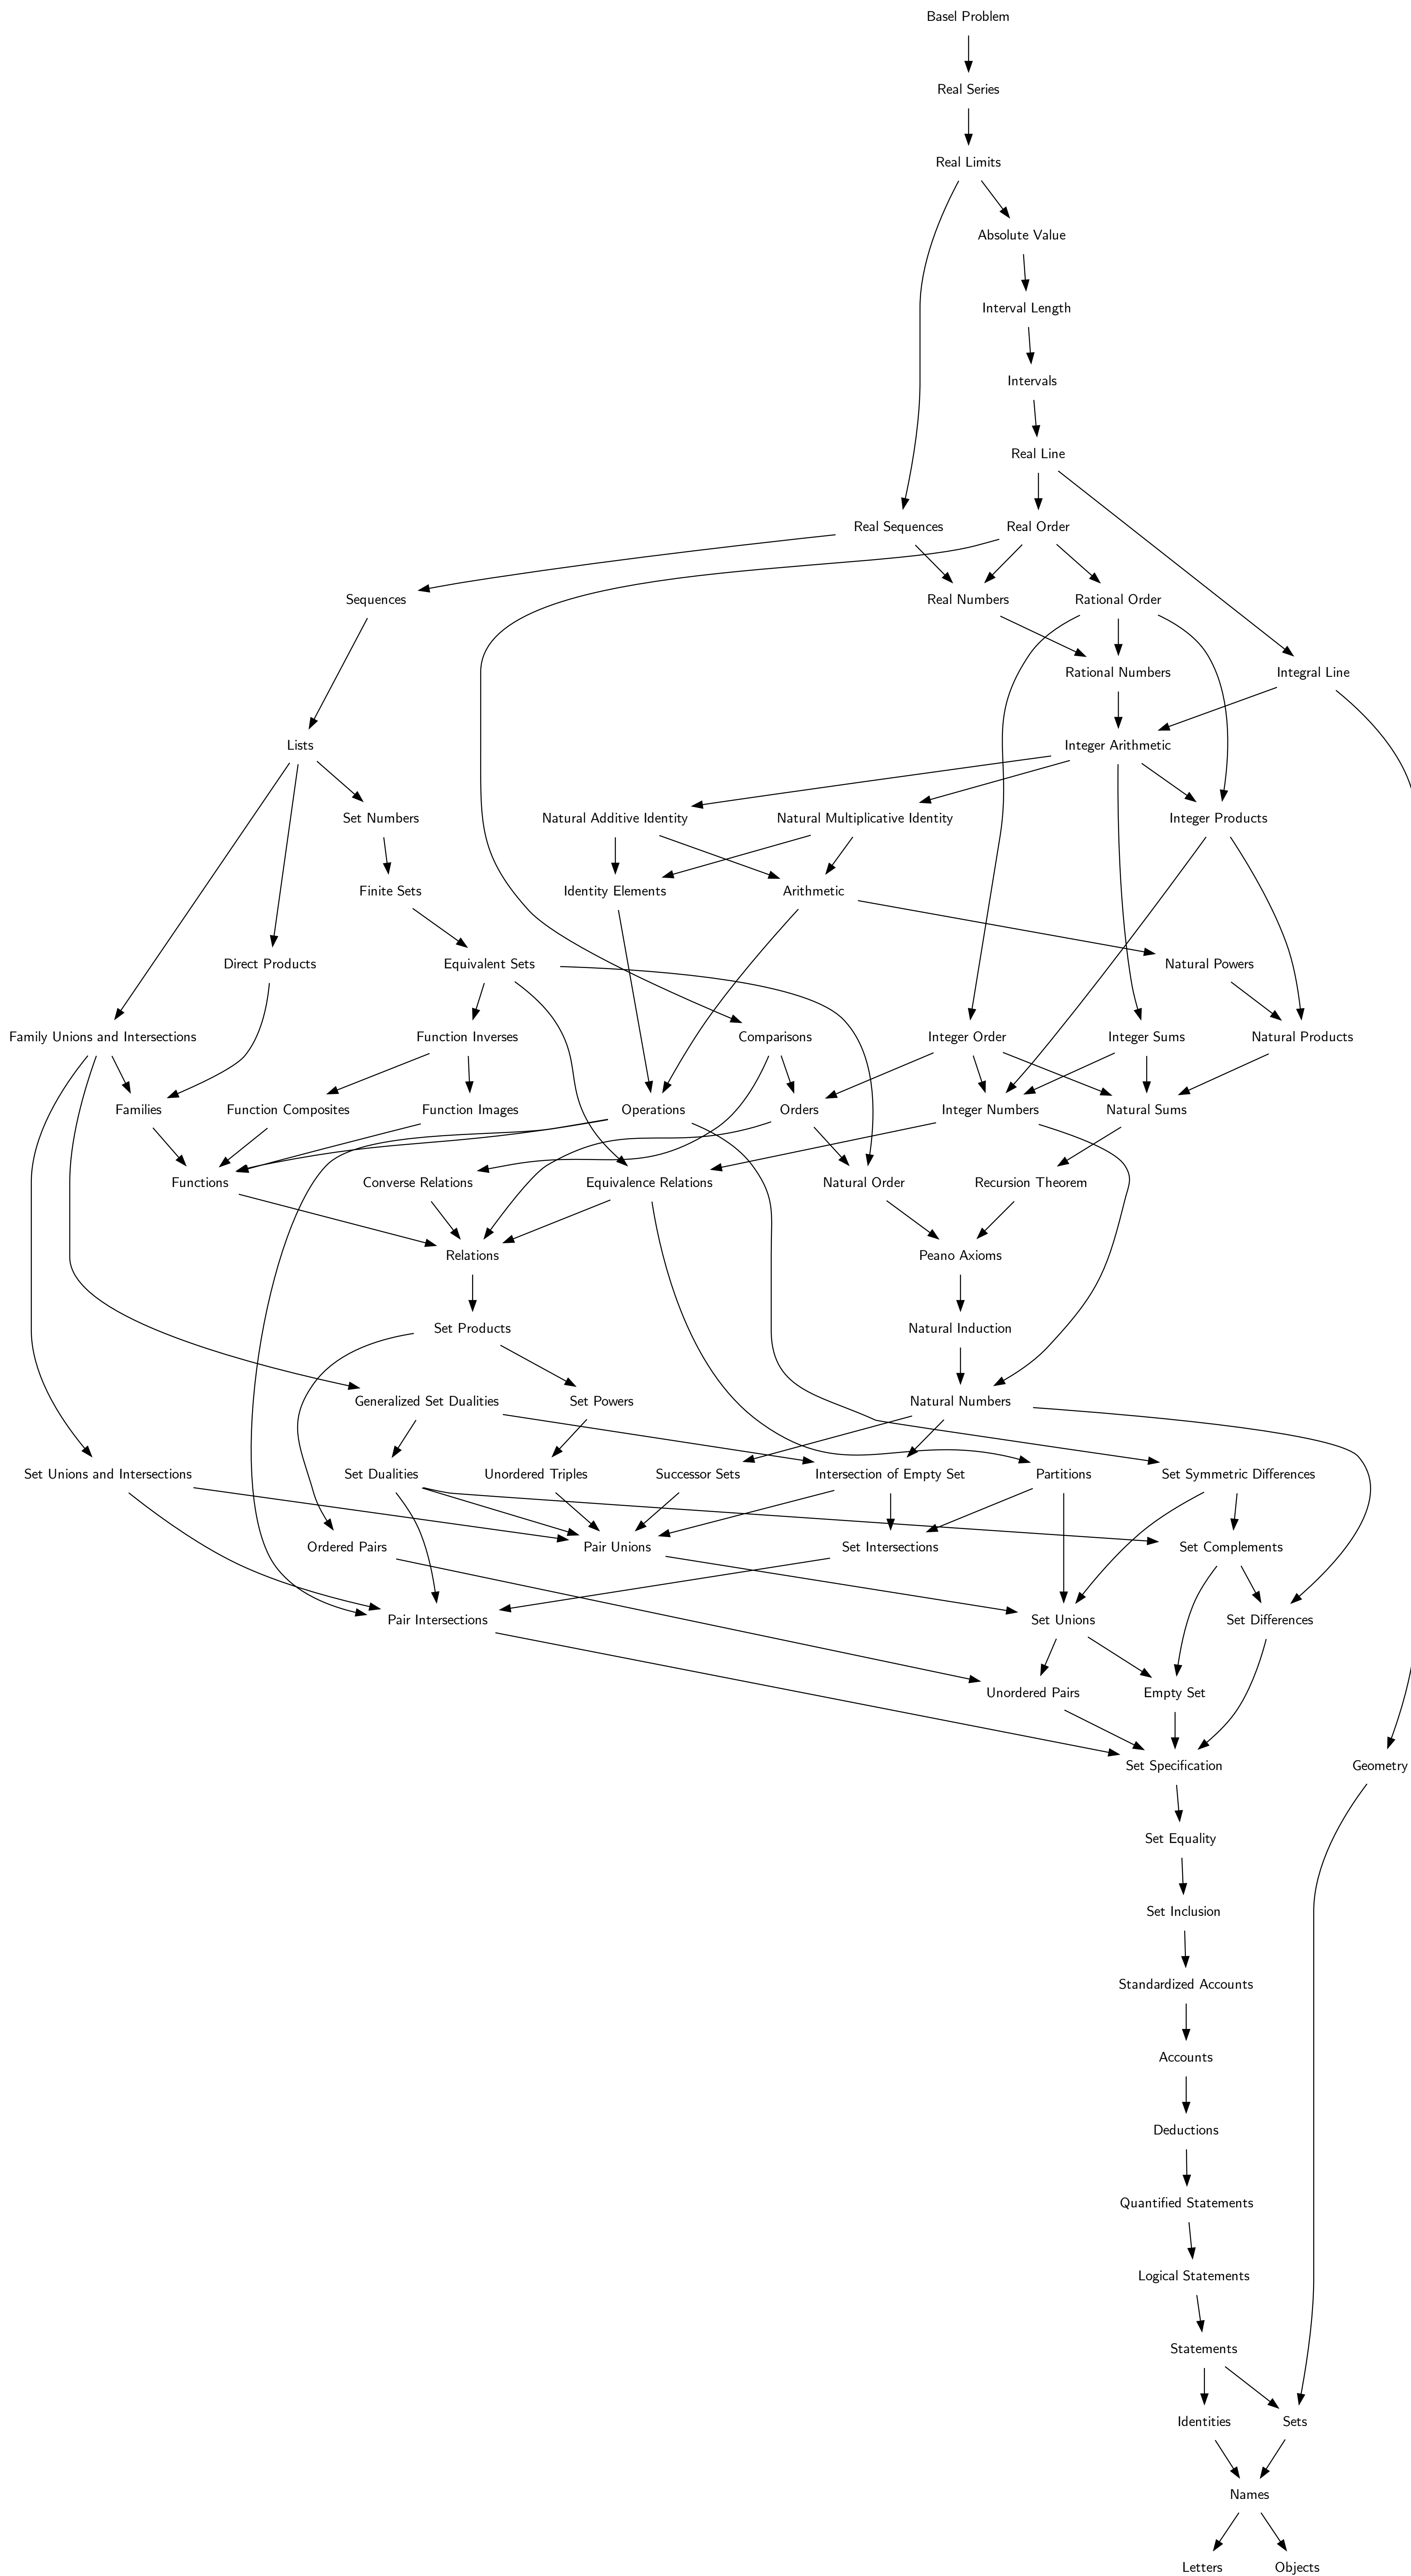 Basel Problem
Real Series
Real Limits
Absolute Value
Interval Length
Intervals
Real Line
Real Sequences
Real Order
Sequences
Real Numbers
Rational Order
Rational Numbers
Integral Line
Lists
Integer Arithmetic
Set Numbers
Natural Additive Identity
Natural Multiplicative Identity
Integer Products
Finite Sets
Identity Elements
Arithmetic
Direct Products
Equivalent Sets
Natural Powers
Family Unions and Intersections
Function Inverses
Comparisons
Integer Order
Integer Sums
Natural Products
Families
Function Composites
Function Images
Operations
Orders
Integer Numbers
Natural Sums
Functions
Converse Relations
Equivalence Relations
Natural Order
Recursion Theorem
Relations
Peano Axioms
Set Products
Natural Induction
Generalized Set Dualities
Set Powers
Natural Numbers
Set Unions and Intersections
Set Dualities
Unordered Triples
Successor Sets
Intersection of Empty Set
Partitions
Set Symmetric Differences
Ordered Pairs
Pair Unions
Set Intersections
Set Complements
Pair Intersections
Set Unions
Set Differences
Unordered Pairs
Empty Set
Set Specification
Geometry
Set Equality
Set Inclusion
Standardized Accounts
Accounts
Deductions
Quantified Statements
Logical Statements
Statements
Identities
Sets
Names
Letters
Objects